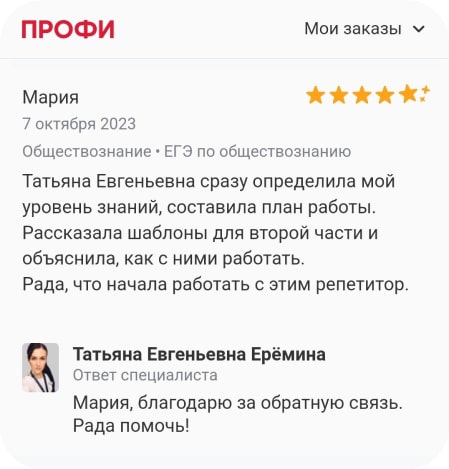 ПРОФИ
Мои заказы
Мария
7 октября 2023
Обществознание • ЕГЭ по обществознанию
Татьяна Евгеньевна сразу определила мой
уровень знаний, составила план работы.
Рассказала шаблоны для второй части и
объяснила, как с ними работать.
Рада, что начала работать с этим репетитор.
Татьяна Евгеньевна Ерёмина
Ответ специалиста
Мария, благодарю за обратную связь.
Рада помочь!